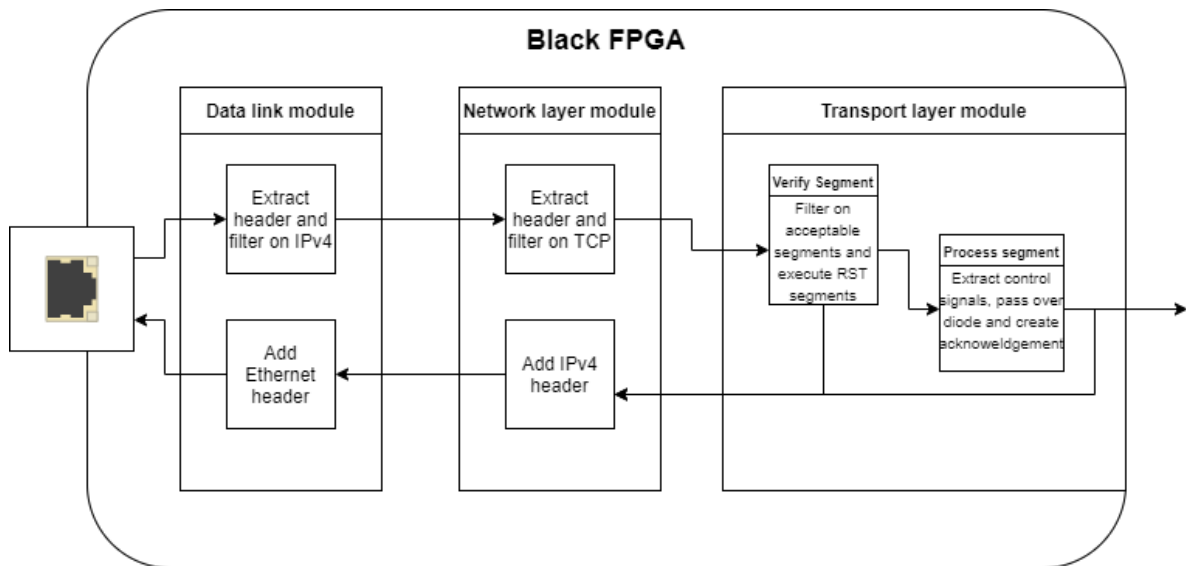 Black FPGA
Data link module
Network layer module
Transport layer module
Extract
header and
filter on IPv4
Extract
header and
filter on TCP
Verify Segment
Filter on
acceptable
segments and
execute RST
segments
Process segment
Extract control
signals, pass over
diode and create
acknoweldgement
Add
Ethernet
header
Add IPv4
header